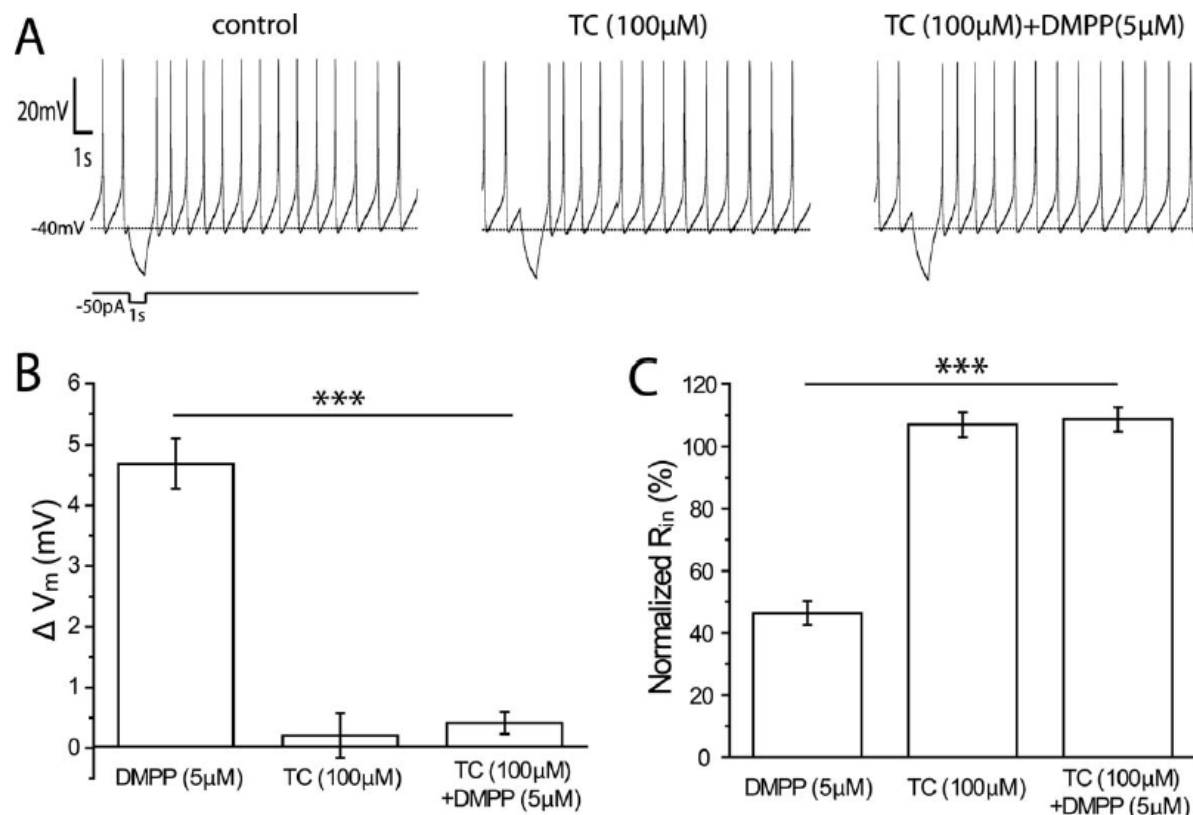 A
control
TC (100μM)
TC (100μM)+DMPP(5μM)
20mV
1s
-40mV
-50pA
1s
B
***
6
5
4
3
2
1
0
Δ Vm (mV)
DMPP (5μM)
TC (100μM)
TC (100μM)
+DMPP (5μM)
C
***
120
100
80
60
40
20
0
Normalized Rin (%)
DMPP (5μM)
TC (100μM)
TC (100μM)
+DMPP (5μM)